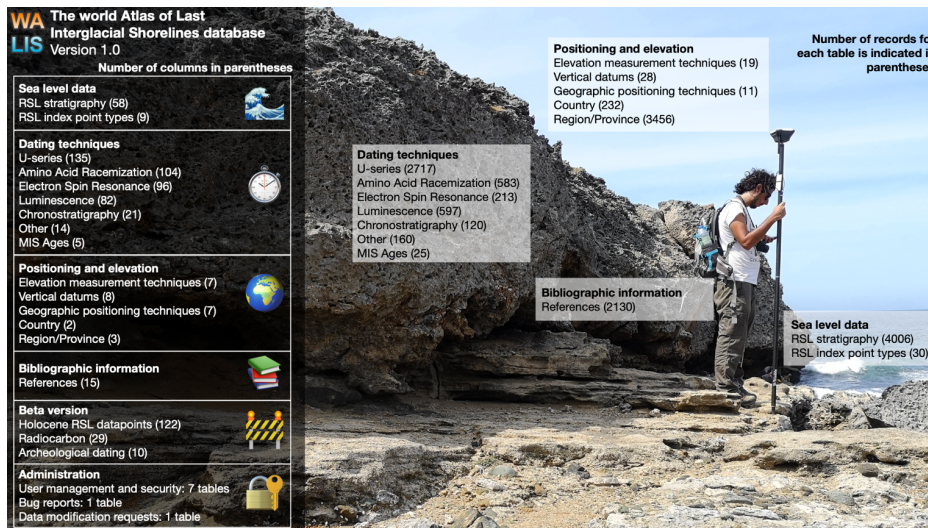 WA
LIS
The world Atlas of Last
Interglacial Shorelines database
Version 1.0
Number of columns in parentheses
Sea level data
RSL stratigraphy (58)
RSL index point types (9)
Dating techniques
U-series (135)
Amino Acid Racemization (104)
Electron Spin Resonance (96)
Luminescence (82)
Chronostratigraphy (21)
Other (14)
MIS Ages (5)
Positioning and elevation
Elevation measurement techniques (7)
Vertical datums (8)
Geographic positioning techniques (7)
Country (2)
Region/Province (3)
Bibliographic information
References (15)
Beta version
Holocene RSL datapoints (122)
Radiocarbon (29)
Archeological dating (10)
Administration
User management and security: 7 tables
Bug reports: 1 table
Data modification requests: 1 table
Dating techniques
U-series (2717)
Amino Acid Racemization (583)
Electron Spin Resonance (213)
Luminescence (597)
Chronostratigraphy (120)
Other (160)
MIS Ages (25)
Positioning and elevation
Elevation measurement techniques (19)
Vertical datums (28)
Geographic positioning techniques (11)
Country (232)
Region/Province (3456)
Bibliographic information
References (2130)
Number of records fo
each table is indicated i
parenthese
Sea level data
RSL stratigraphy (4006)
RSL index point types (30)